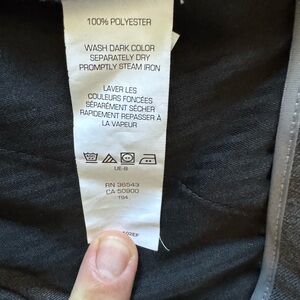 100% POLYESTER
WASH DARK COLOR
SEPARATELY DRY
PROMPTLY STEAM IRON
LAVER LES
COULEURS FONCÉES
SÉPARÉMENT SÉCHER
RAPIDEMENT REPASSER À
LA VAPEUR
UE-B
RN 36543
CA 50900
194